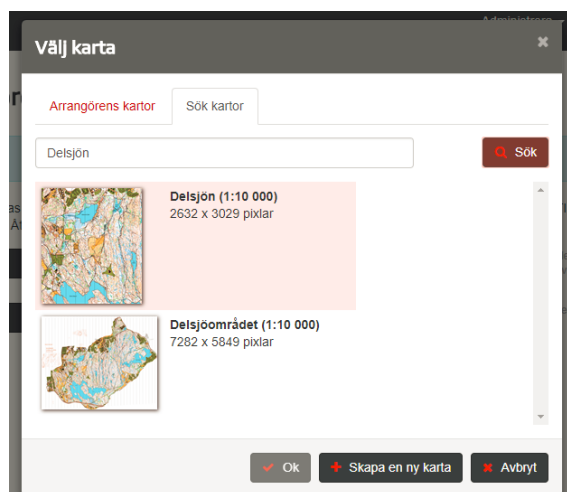 Välj karta
Arrangörens kartor
Sök kartor
Delsjön
Sök
Delsjön (1:10 000)
2632 x 3029 pixlar
Delsjöområdet (1:10 000)
7282 x 5849 pixlar
Ok
Skapa en ny karta
Avbryt